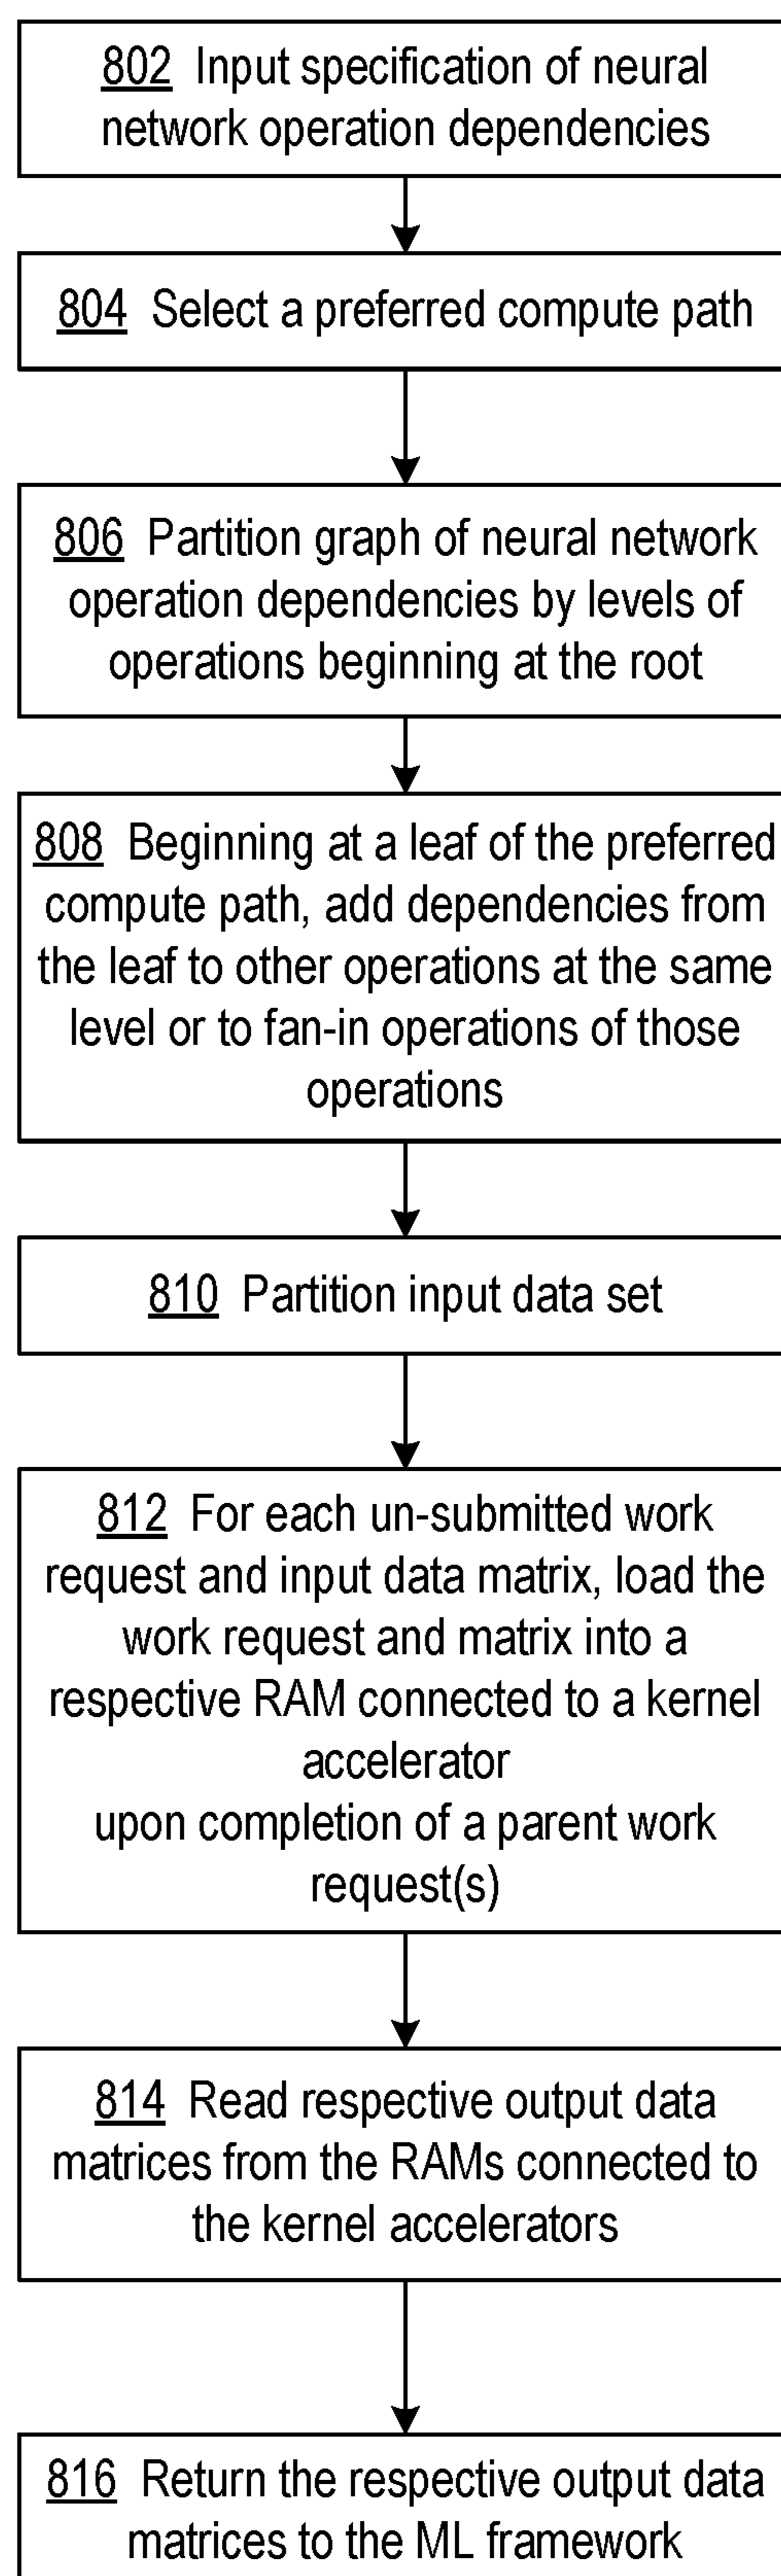 802 Input specification of neural
network operation dependencies
804 Select a preferred compute path
806 Partition graph of neural network
operation dependencies by levels of
operations beginning at the root
808 Beginning at a leaf of the preferred
compute path, add dependencies from
the leaf to other operations at the same
level or to fan-in operations of those
operations
810 Partition input data set
812 For each un-submitted work
request and input data matrix, load the
work request and matrix into a
respective RAM connected to a kernel
accelerator
upon completion of a parent work
request(s)
814 Read respective output data
matrices from the RAMs connected to
the kernel accelerators
816 Return the respective output data
matrices to the ML framework